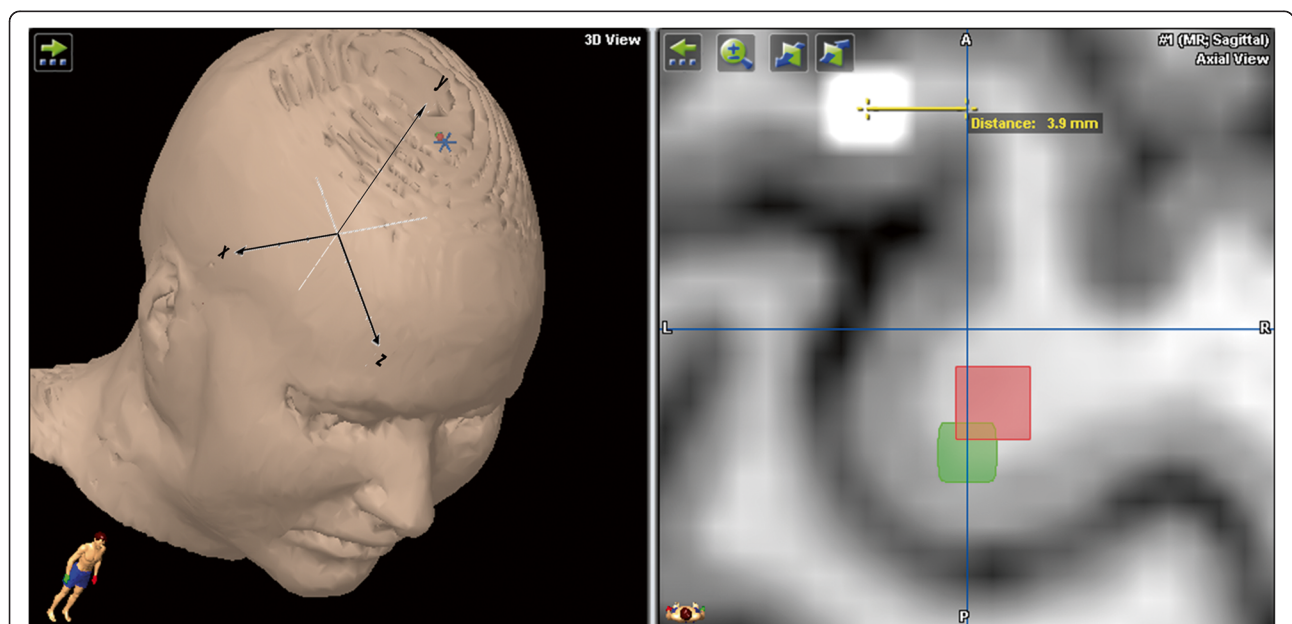 3D View
y
x
z
#1 (MR; Sagittal)
Axial View
A
Distance: 3.9 mm
L
R
P